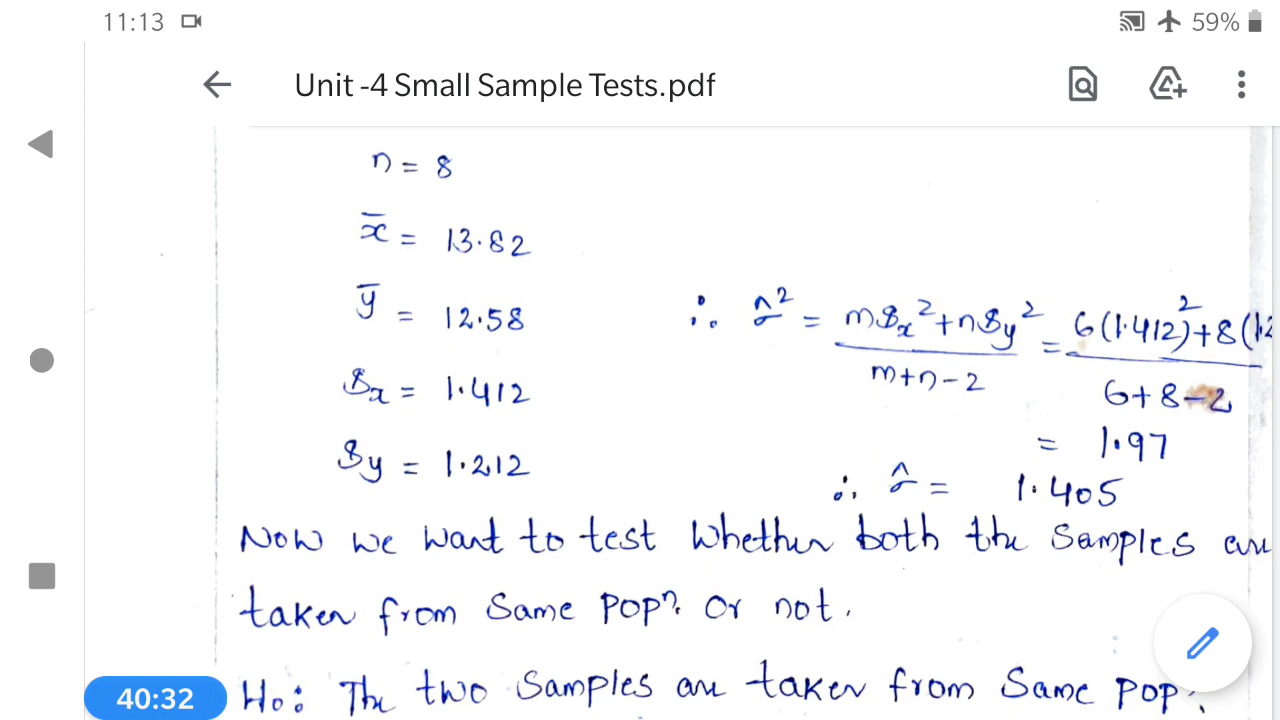 11:13 59%
Unit -4 Small Sample Tests.pdf
n = 8
x̄ = 13.82
ȳ = 12.58
∴ ŝ² = mSx²+nSy² / m+n-2 = 6(1.412)²+8(1.2 / 6+8-2
Sx = 1.412
= 1.97
Sy = 1.212
∴ ŝ = 1.405
Now we want to test whether both the samples are
taken from same popn. or not.
40:32
Ho: The two samples are taken from same pop